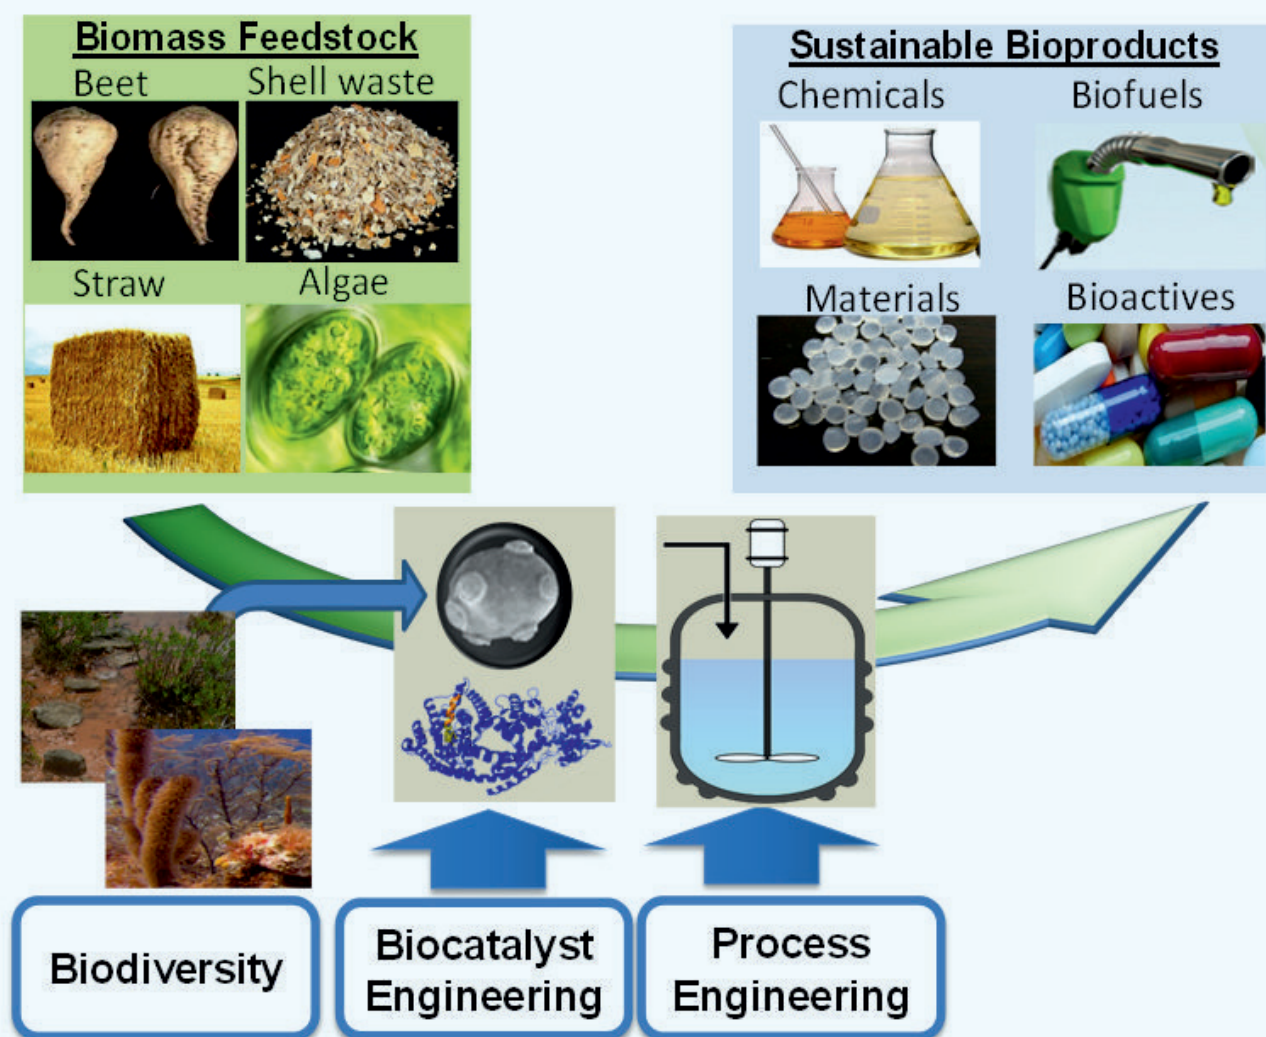 Biomass Feedstock
Beet
Shell waste
Straw
Algae
Sustainable Bioproducts
Chemicals
Biofuels
Materials
Bioactives
Biodiversity
Biocatalyst
Engineering
Process
Engineering